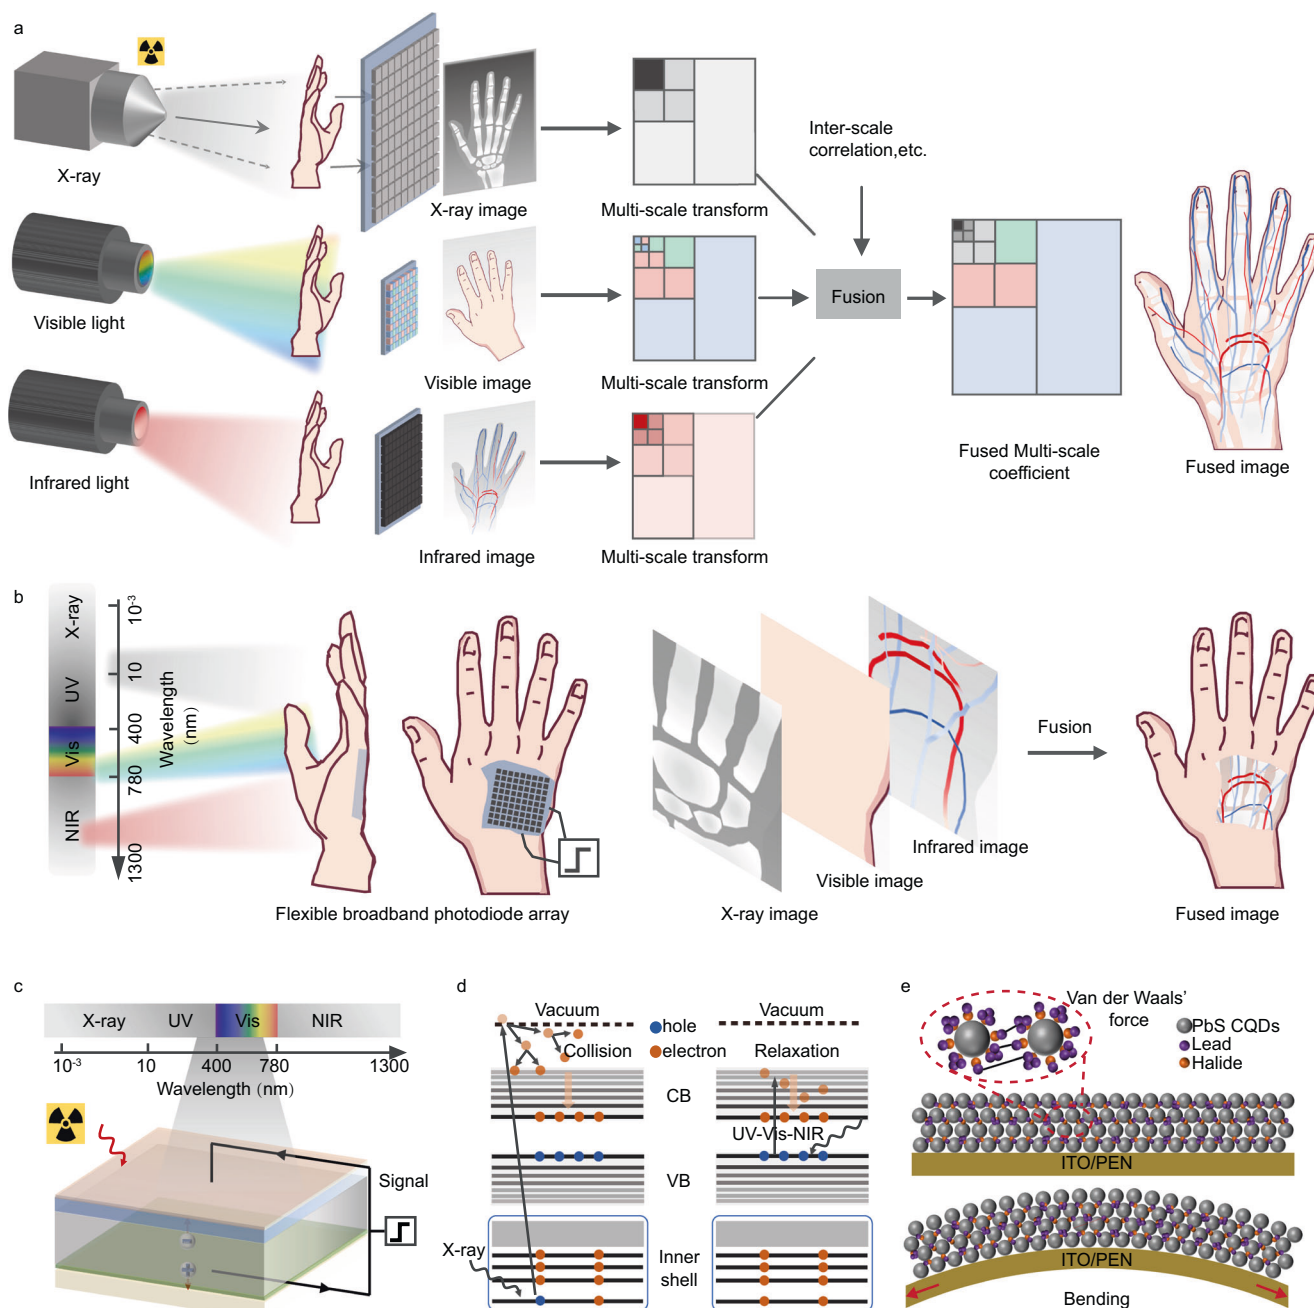 a
X-ray
X-ray image
Multi-scale transform
Inter-scale
correlation,etc.
Visible light
Visible image
Multi-scale transform
Fusion
Infrared light
Infrared image
Multi-scale transform
Fused Multi-scale
coefficient
Fused image
b
X-ray
UV
Vis
NIR
10-3
10
400
780
1300
Wavelength
(nm)
Flexible broadband photodiode array
X-ray image
Visible image
Infrared image
Fusion
Fused image
c
X-ray
UV
Vis
NIR
10-3
10
400
780
1300
Wavelength (nm)
Signal
d
Vacuum
Collision
hole
electron
Vacuum
Relaxation
CB
UV-Vis-NIR
VB
X-ray
Inner
shell
e
Van der Waals'
force
PbS CQDs
Lead
Halide
ITO/PEN
ITO/PEN
Bending